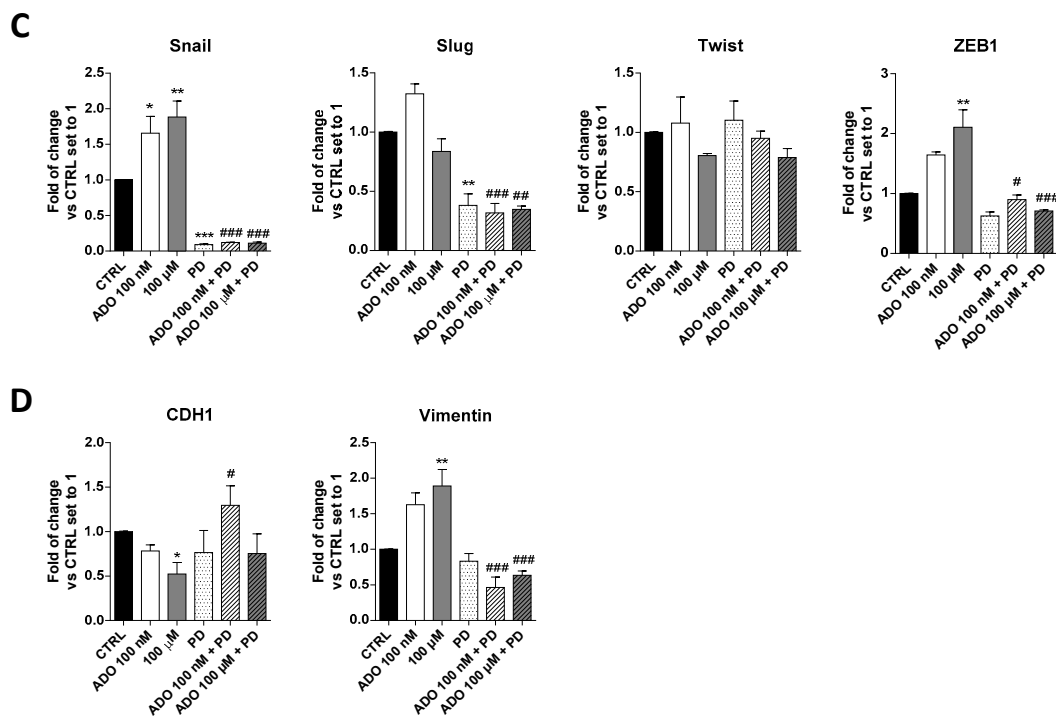 C
Snail
Fold of change
vs CTRL set to 1
2.5
2.0
1.5
1.0
0.5
0.0
*
**
***
###
###
CTRL
ADO 100 nM
100 µM
PD
ADO 100 nM + PD
ADO 100 µM + PD
Slug
Fold of change
vs CTRL set to 1
1.5
1.0
0.5
0.0
**
###
##
CTRL
ADO 100 nM
100 µM
PD
ADO 100 nM + PD
ADO 100 µM + PD
Twist
Fold of change
vs CTRL set to 1
1.5
1.0
0.5
0.0
CTRL
ADO 100 nM
100 µM
PD
ADO 100 nM + PD
ADO 100 µM + PD
ZEB1
Fold of change
vs CTRL set to 1
3
2
1
0
**
#
###
CTRL
ADO 100 nM
100 µM
PD
ADO 100 nM + PD
ADO 100 µM + PD
D
CDH1
Fold of change
vs CTRL set to 1
2.0
1.5
1.0
0.5
0.0
*
#
CTRL
ADO 100 nM
100 µM
PD
ADO 100 nM + PD
ADO 100 µM + PD
Vimentin
Fold of change
vs CTRL set to 1
2.5
2.0
1.5
1.0
0.5
0.0
**
###
###
CTRL
ADO 100 nM
100 µM
PD
ADO 100 nM + PD
ADO 100 µM + PD